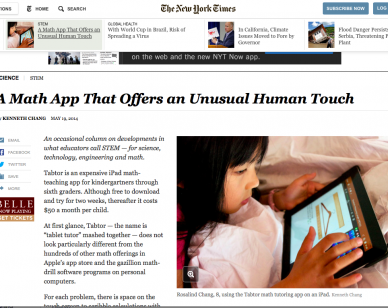 SECTIONS HOME SEARCH The New York Times SUBSCRIBE NOW LOG IN
STEM
A Math App That Offers an
Unusual Human Touch
GLOBAL HEALTH
With World Cup in Brazil, Risk of
Spreading a Virus
In California, Climate
Issues Moved to Fore by
Governor
Flood Danger Persists
Serbia, Threatening P
Plant
on the web and the new NYT Now app.
SCIENCE STEM
A Math App That Offers an Unusual Human Touch
By KENNETH CHANG MAY 19, 2014
EMAIL
FACEBOOK
TWITTER
SAVE
MORE
BELLE
NOW PLAYING
GET TICKETS
An occasional column on developments in
what educators call STEM — for science,
technology, engineering and math.
Tabtor is an expensive iPad math-
teaching app for kindergartners through
sixth graders. Although free to download
and try for two weeks, thereafter it costs
$50 a month per child.
At first glance, Tabtor — the name is
“tablet tutor” mashed together — does not
look particularly different from the
hundreds of other math offerings in
Apple’s app store and the gazillion math-
drill software programs on personal
computers.
For each problem, there is space on the
Rosalind Chang, 8, using the Tabtor math tutoring app on an iPad. Kenneth Chang